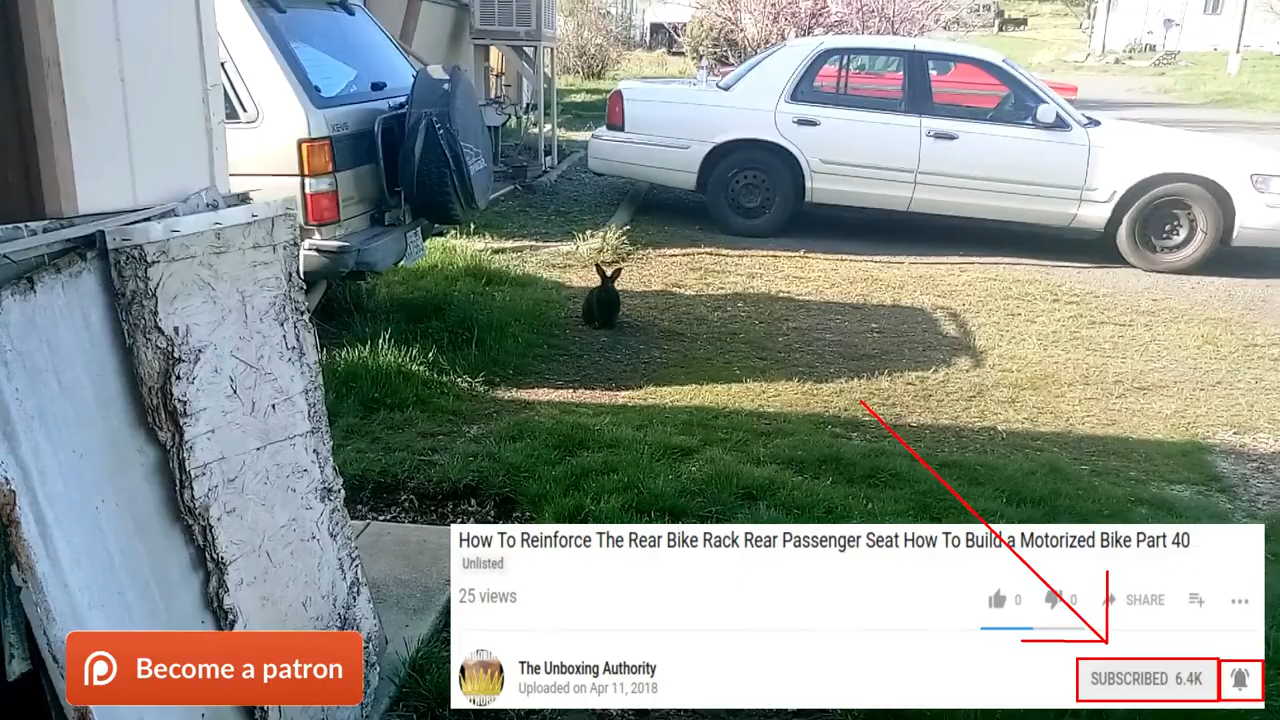 How To Reinforce The Rear Bike Rack Rear Passenger Seat How To Build a Motorized Bike Part 40
Unlisted
25 views
0
0
SHARE
The Unboxing Authority
Uploaded on Apr 11, 2018
SUBSCRIBED 6.4K
Become a patron